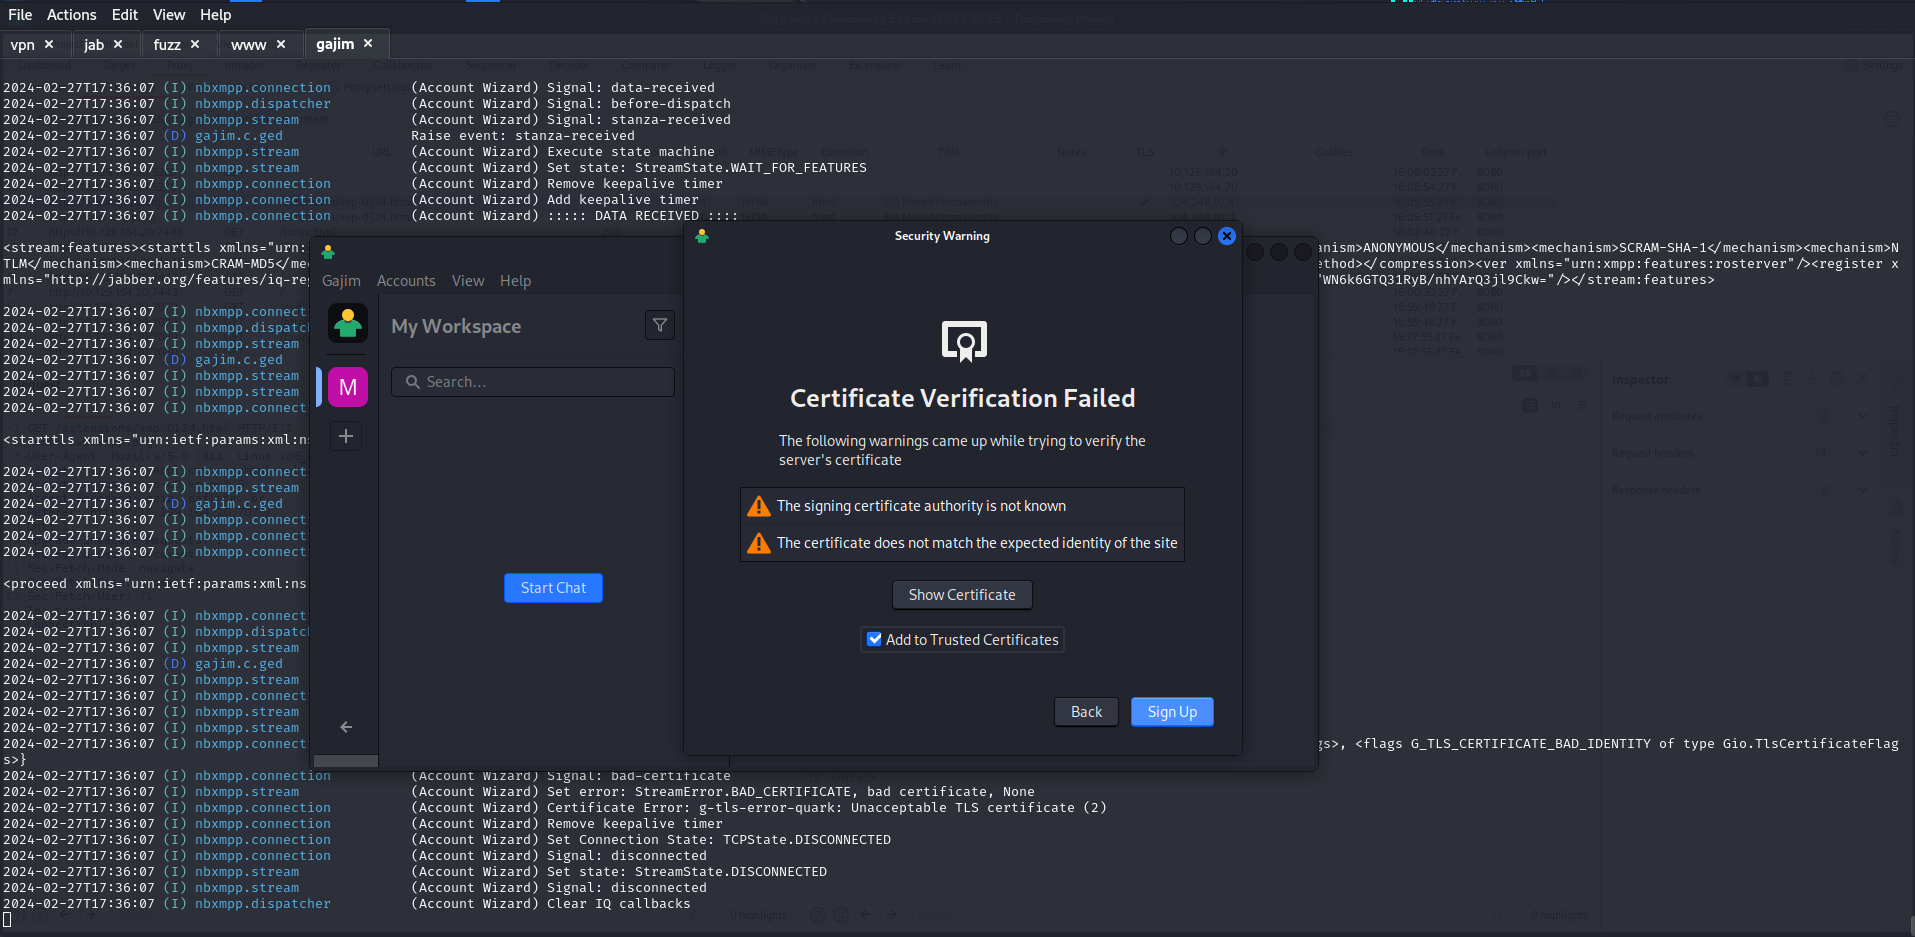 File Actions Edit View Help
vpn × jab × fuzz × www × gajim ×
2024-02-27T17:36:07 (I) nbxmpp.connection (Account Wizard) Signal: data-received
2024-02-27T17:36:07 (I) nbxmpp.dispatcher (Account Wizard) Signal: before-dispatch
2024-02-27T17:36:07 (I) nbxmpp.stream (Account Wizard) Signal: stanza-received
2024-02-27T17:36:07 (D) gajim.c.ged Raise event: stanza-received
2024-02-27T17:36:07 (I) nbxmpp.stream (Account Wizard) Execute state machine
2024-02-27T17:36:07 (I) nbxmpp.stream (Account Wizard) Set state: StreamState.WAIT_FOR_FEATURES
2024-02-27T17:36:07 (I) nbxmpp.connection (Account Wizard) Remove keepalive timer
2024-02-27T17:36:07 (I) nbxmpp.connection (Account Wizard) Add keepalive timer
2024-02-27T17:36:07 (I) nbxmpp.connection (Account Wizard) ::::: DATA RECEIVED ::::
<stream:features><starttls xmlns="urn: anism>ANONYMOUS</mechanism><mechanism>SCRAM-SHA-1</mechanism><mechanism>N
TLM</mechanism><mechanism>CRAM-MD5</me ethod></compression><ver xmlns="urn:xmpp:features:rosterver"/><register x
mlns="http://jabber.org/features/iq-re WN6k6GTQ31RyB/nhYArQ3jl9Ckw="/></stream:features>
2024-02-27T17:36:07 (I) nbxmpp.connect
2024-02-27T17:36:07 (I) nbxmpp.dispatc
2024-02-27T17:36:07 (I) nbxmpp.stream
2024-02-27T17:36:07 (D) gajim.c.ged
2024-02-27T17:36:07 (I) nbxmpp.stream
2024-02-27T17:36:07 (I) nbxmpp.stream
2024-02-27T17:36:07 (I) nbxmpp.connect
<starttls xmlns="urn:ietf:params:xml:ns
2024-02-27T17:36:07 (I) nbxmpp.connect
2024-02-27T17:36:07 (I) nbxmpp.stream
2024-02-27T17:36:07 (D) gajim.c.ged
2024-02-27T17:36:07 (I) nbxmpp.connect
2024-02-27T17:36:07 (I) nbxmpp.connect
2024-02-27T17:36:07 (I) nbxmpp.connect
<proceed xmlns="urn:ietf:params:xml:ns
2024-02-27T17:36:07 (I) nbxmpp.connect
2024-02-27T17:36:07 (I) nbxmpp.dispatch
2024-02-27T17:36:07 (I) nbxmpp.stream
2024-02-27T17:36:07 (D) gajim.c.ged
2024-02-27T17:36:07 (I) nbxmpp.stream
2024-02-27T17:36:07 (I) nbxmpp.connect
2024-02-27T17:36:07 (I) nbxmpp.stream
2024-02-27T17:36:07 (I) nbxmpp.stream
2024-02-27T17:36:07 (I) nbxmpp.connect gs>, <flags G_TLS_CERTIFICATE_BAD_IDENTITY of type Gio.TlsCertificateFlag
s>}
2024-02-27T17:36:07 (I) nbxmpp.connection (Account Wizard) Signal: bad-certificate
2024-02-27T17:36:07 (I) nbxmpp.stream (Account Wizard) Set error: StreamError.BAD_CERTIFICATE, bad certificate, None
2024-02-27T17:36:07 (I) nbxmpp.connection (Account Wizard) Certificate Error: g-tls-error-quark: Unacceptable TLS certificate (2)
2024-02-27T17:36:07 (I) nbxmpp.connection (Account Wizard) Remove keepalive timer
2024-02-27T17:36:07 (I) nbxmpp.connection (Account Wizard) Set Connection State: TCPState.DISCONNECTED
2024-02-27T17:36:07 (I) nbxmpp.connection (Account Wizard) Signal: disconnected
2024-02-27T17:36:07 (I) nbxmpp.stream (Account Wizard) Set state: StreamState.DISCONNECTED
2024-02-27T17:36:07 (I) nbxmpp.stream (Account Wizard) Signal: disconnected
2024-02-27T17:36:07 (I) nbxmpp.dispatcher (Account Wizard) Clear IQ callbacks
Gajim Accounts View Help
My Workspace
M
Search...
Start Chat
Security Warning
Certificate Verification Failed
The following warnings came up while trying to verify the
server's certificate
The signing certificate authority is not known
The certificate does not match the expected identity of the site
Show Certificate
Add to Trusted Certificates
Back
Sign Up